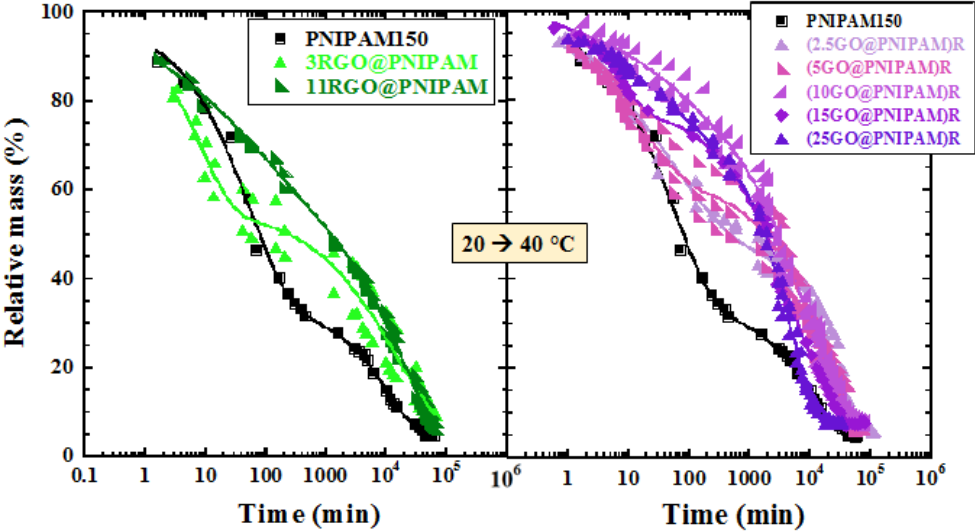 PNIPAM150
3RGO@PNIPAM
11RGO@PNIPAM
PNIPAM150
(2.5GO@PNIPAM)R
(5GO@PNIPAM)R
(10GO@PNIPAM)R
(15GO@PNIPAM)R
(25GO@PNIPAM)R
100
80
60
40
20
0
Relative mass (%)
20 → 40 °C
0.1 1 10 100 1000 10⁴ 10⁵ 10⁶
1 10 100 1000 10⁴ 10⁵ 10⁶
Time (min)
Time (min)